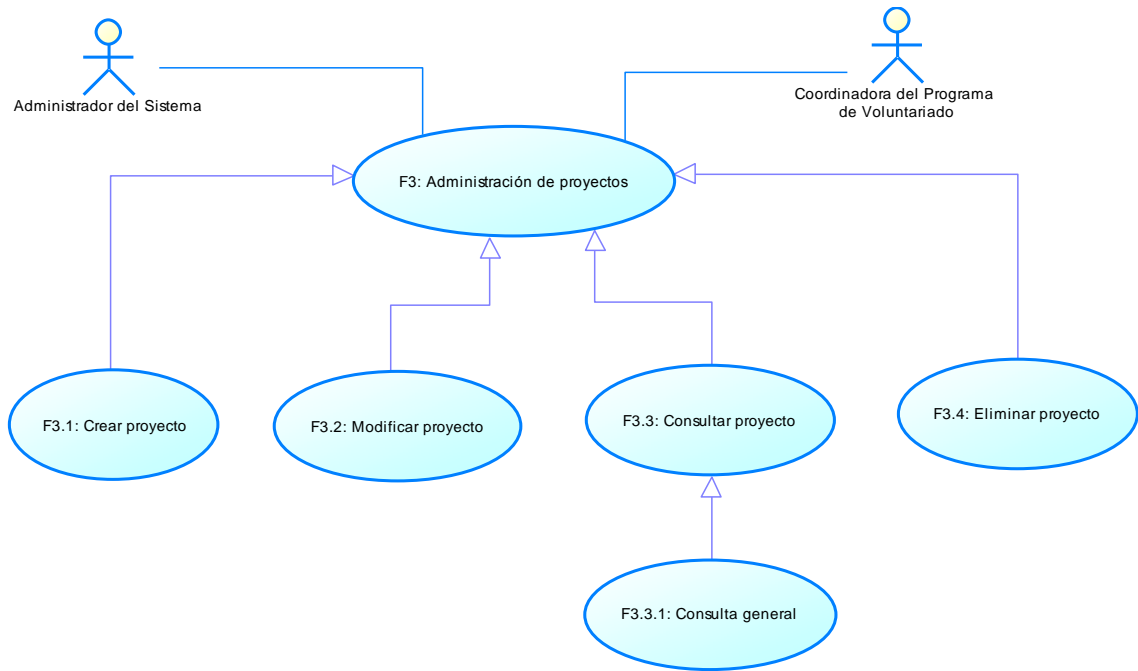 Administrador del Sistema
Coordinadora del Programa
de Voluntariado
F3: Administración de proyectos
F3.1: Crear proyecto
F3.2: Modificar proyecto
F3.3: Consultar proyecto
F3.4: Eliminar proyecto
F3.3.1: Consulta general